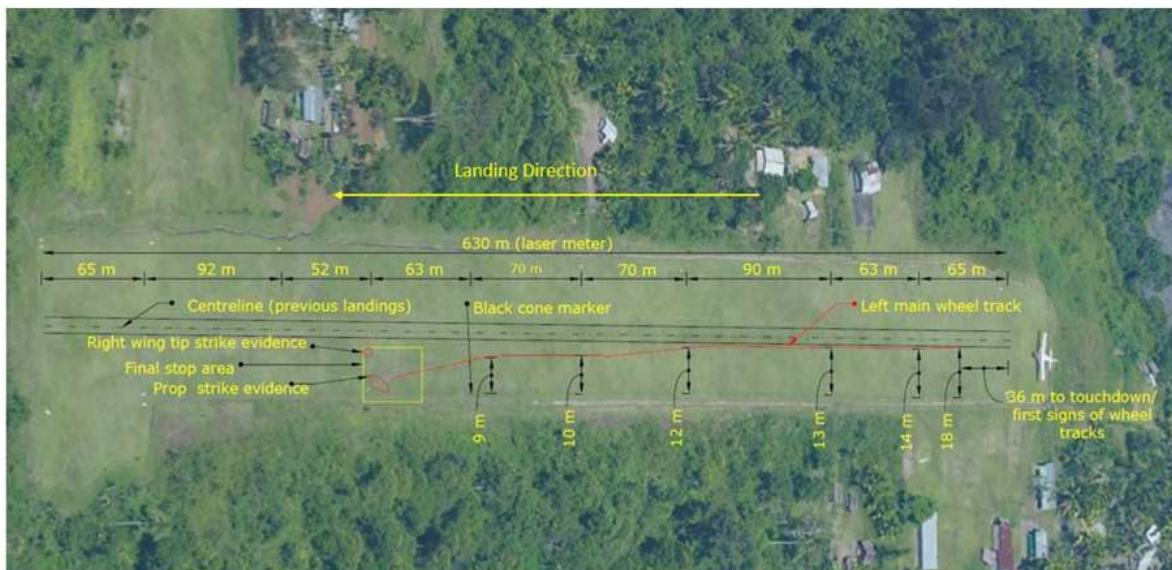 Landing Direction
630 m (laser meter)
65 m 92 m 52 m 63 m 70 m 70 m 90 m 63 m 65 m
Centreline (previous landings)
Black cone marker
Left main wheel track
Right wing tip strike evidence
Final stop area
Prop strike evidence
9 m
10 m
12 m
13 m
14 m
18 m
36 m to touchdown/
first signs of wheel
tracks